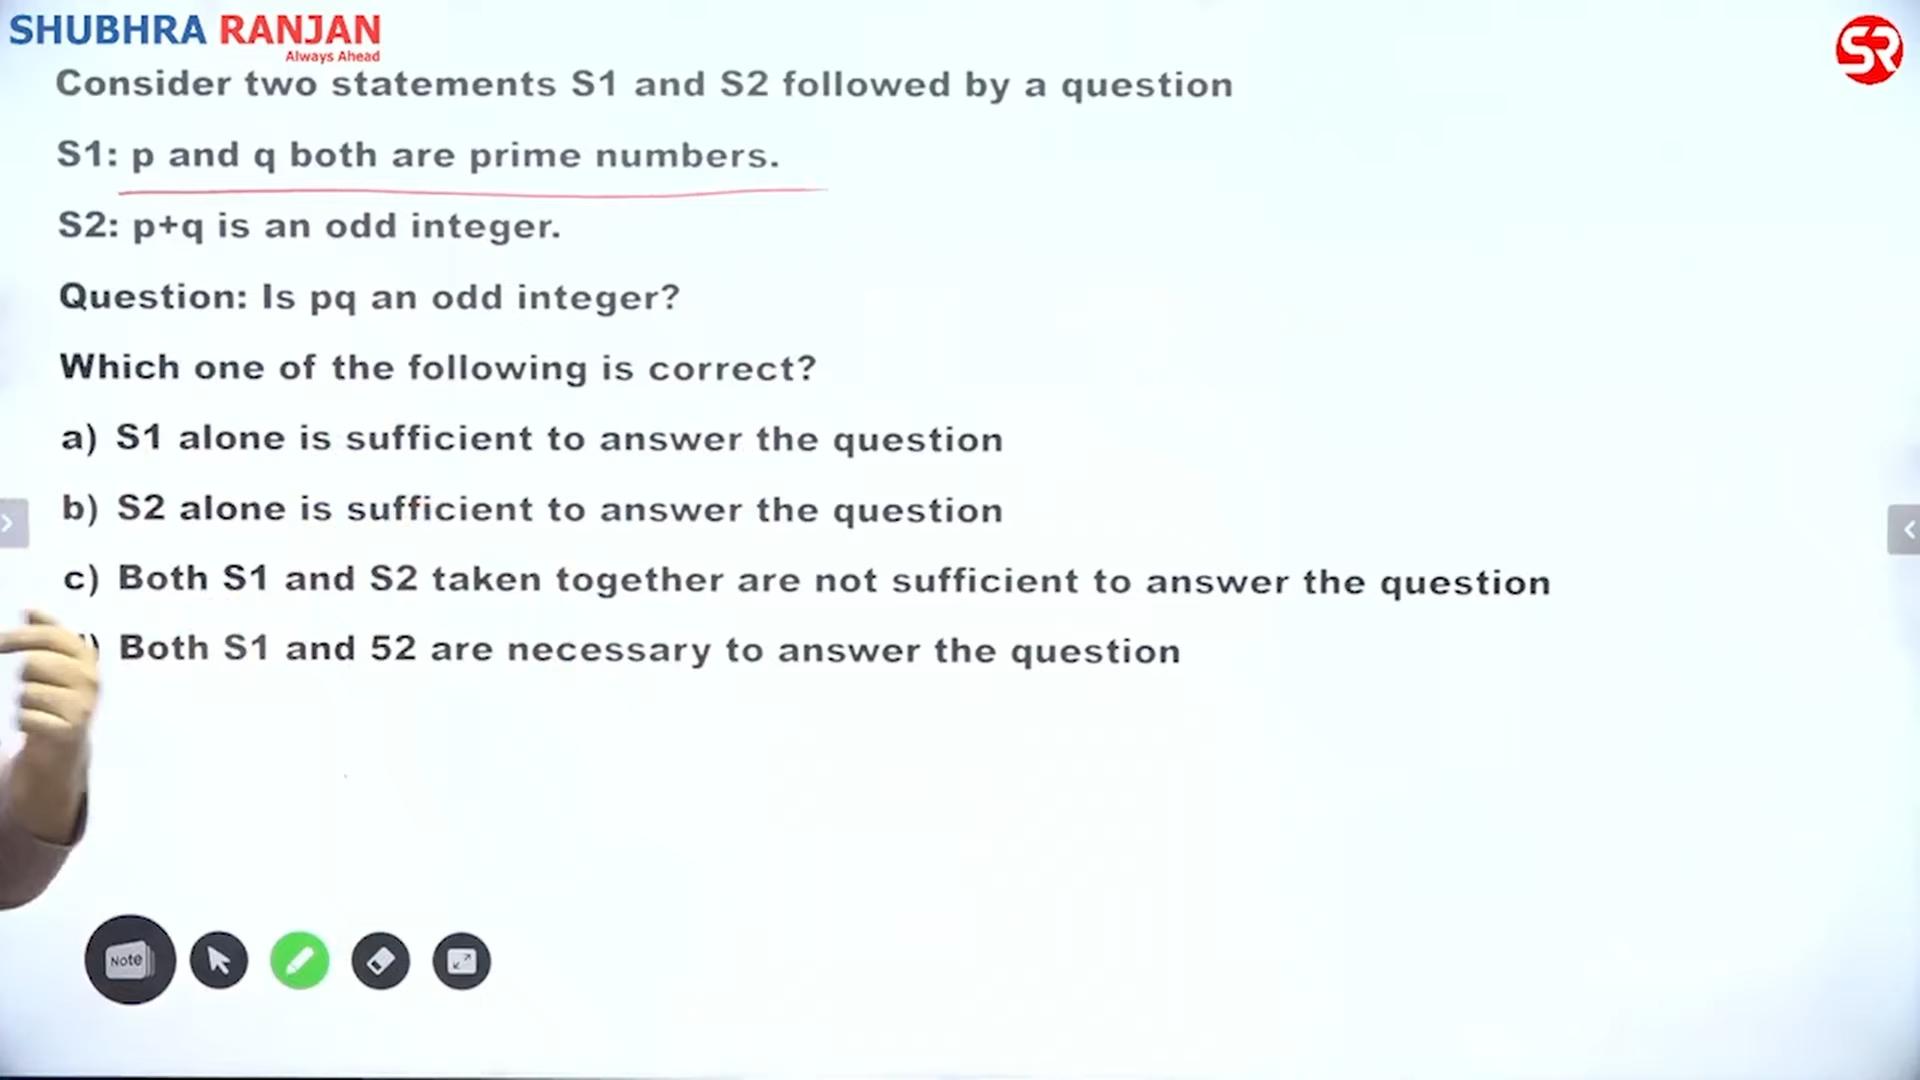 SHUBHRA RANJAN
Always Ahead
SR
Consider two statements S1 and S2 followed by a question
S1: p and q both are prime numbers.
S2: p+q is an odd integer.
Question: Is pq an odd integer?
Which one of the following is correct?
a) S1 alone is sufficient to answer the question
b) S2 alone is sufficient to answer the question
c) Both S1 and S2 taken together are not sufficient to answer the question
) Both S1 and 52 are necessary to answer the question
Note